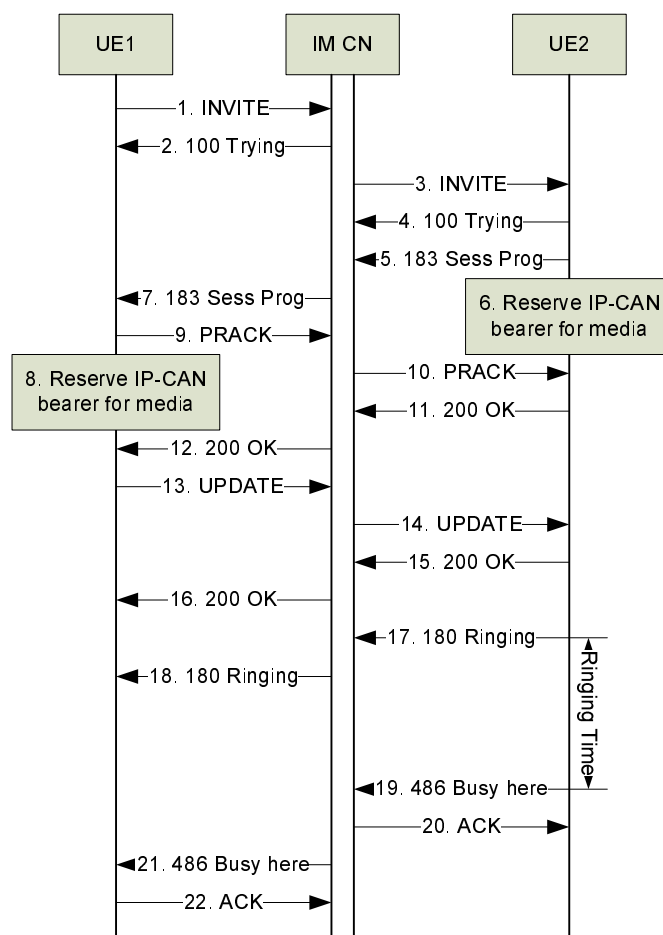 UE1
IM CN
UE2
1. INVITE
2. 100 Trying
3. INVITE
4. 100 Trying
5. 183 Sess Prog
6. Reserve IP-CAN
bearer for media
7. 183 Sess Prog
9. PRACK
8. Reserve IP-CAN
bearer for media
10. PRACK
11. 200 OK
12. 200 OK
13. UPDATE
14. UPDATE
15. 200 OK
16. 200 OK
17. 180 Ringing
18. 180 Ringing
Ringing Time
19. 486 Busy here
20. ACK
21. 486 Busy here
22. ACK